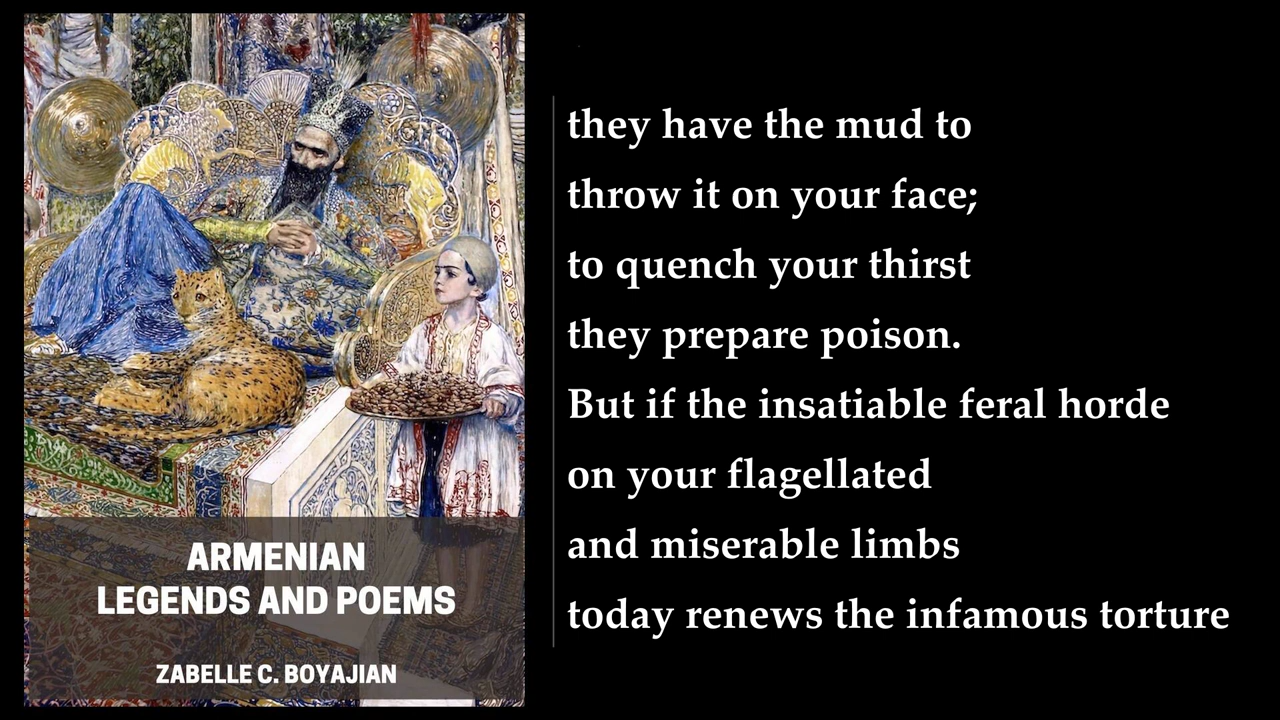 they have the mud to
throw it on your face;
to quench your thirst
they prepare poison.
But if the insatiable feral horde
on your flagellated
and miserable limbs
today renews the infamous torture
ARMENIAN
LEGENDS AND POEMS
ZABELLE C. BOYAJIAN